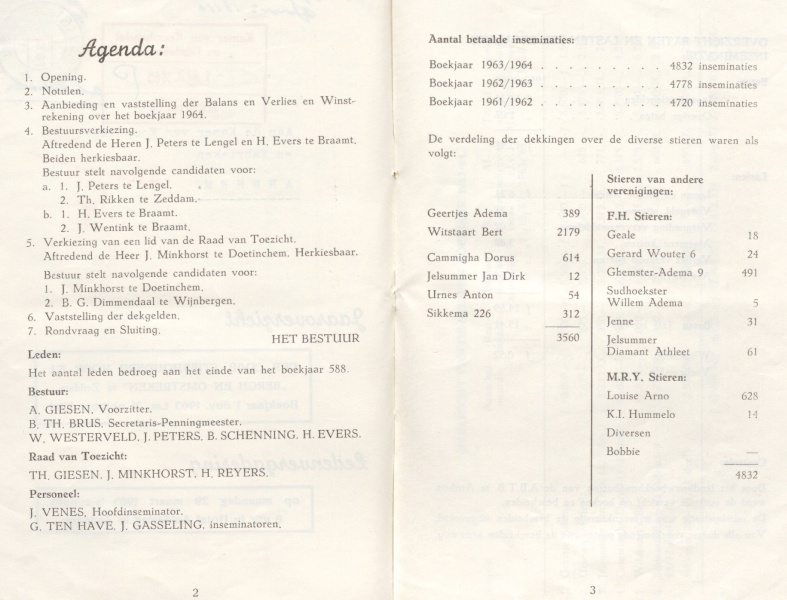 Agenda:
1. Opening.
2. Notulen.
3. Aanbieding en vaststelling der Balans en Verlies en Winst-
rekening over het boekjaar 1964.
4. Bestuursverkiezing.
Aftredend de Heren J. Peters te Lengel en H. Evers te Braamt.
Beiden herkiesbaar.
Bestuur stelt navolgende candidaten voor:
a. 1. J. Peters te Lengel.
2. Th. Rikken te Zeddam.
b. 1. H. Evers te Braamt.
2. J. Wentink te Braamt.
5. Verkiezing van een lid van de Raad van Toezicht.
Aftredend de Heer J. Minkhorst te Doetinchem. Herkiesbaar.
Bestuur stelt navolgende candidaten voor:
1. J. Minkhorst te Doetinchem.
2. B. G. Dimmendaal te Wijnbergen.
6. Vaststelling der dekgelden.
7. Rondvraag en Sluiting.
HET BESTUUR
Leden:
Het aantal leden bedroeg aan het einde van het boekjaar 588.
Bestuur:
A. GIESEN, Voorzitter.
B. TH. BRUS, Secretaris-Penningmeester.
W. WESTERVELD, J. PETERS, B. SCHENNING, H. EVERS.
Raad van Toezicht:
TH. GIESEN, J. MINKHORST, H. REYERS.
Personeel:
J. VENES, Hoofdinseminator.
G. TEN HAVE, J. GASSELING, inseminatoren.
2
Aantal betaalde inseminaties:
Boekjaar 1963/1964 . . . . . . . . . 4832 inseminaties
Boekjaar 1962/1963 . . . . . . . . . 4778 inseminaties
Boekjaar 1961/1962 . . . . . . . . . 4720 inseminaties
De verdeling der dekkingen over de diverse stieren waren als
volgt:
Geertjes Adema 389
Witstaart Bert 2179
Cammigha Dorus 614
Jelsummer Jan Dirk 12
Urnes Anton 54
Sikkema 226 312
3560
Stieren van andere
verenigingen:
F.H. Stieren:
Geale 18
Gerard Wouter 6 24
Ghemster-Adema 9 491
Sudhoekster
Willem Adema 5
Jenne 31
Jelsummer
Diamant Athleet 61
M.R.Y. Stieren:
Louise Arno 628
K.I. Hummelo 14
Diversen
Bobbie —
4832
3